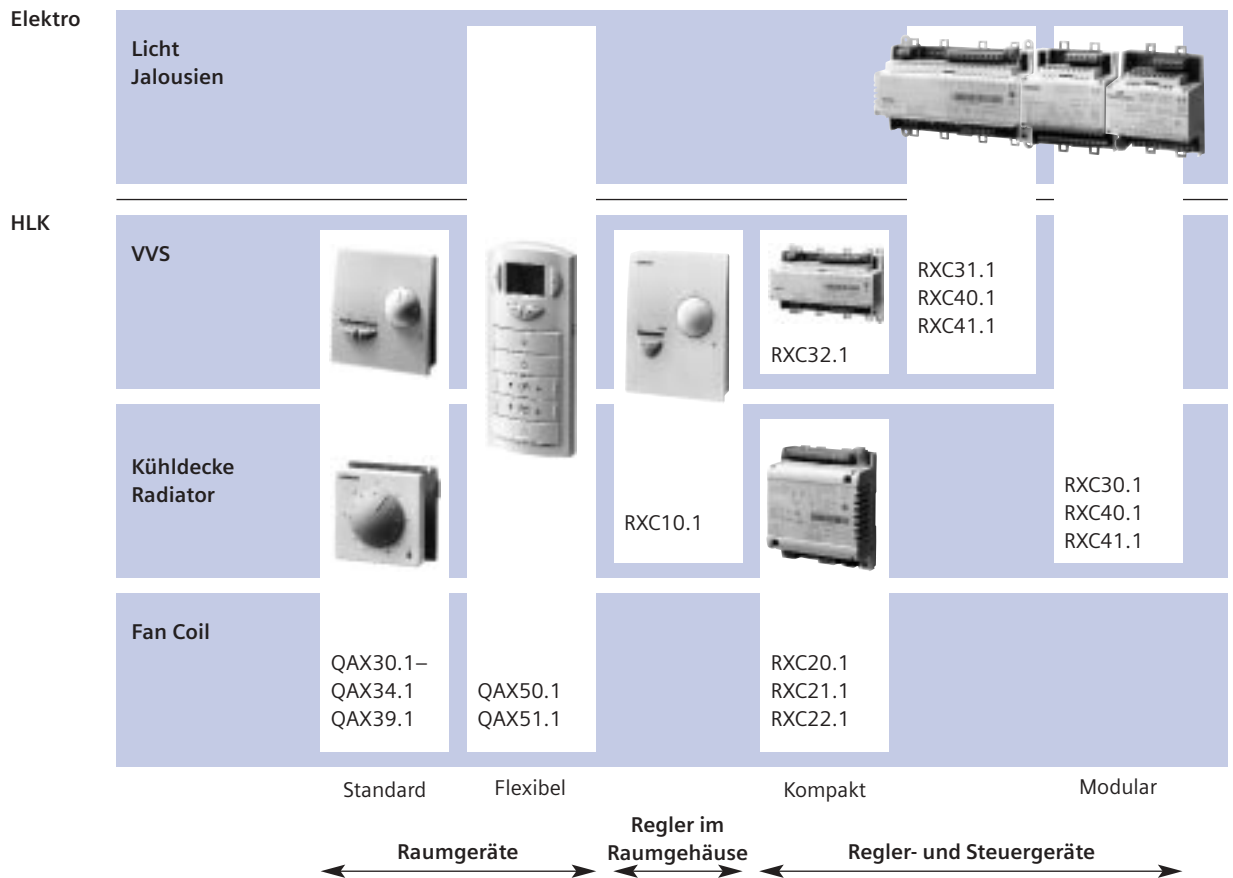 Elektro
Licht
Jalousien
HLK
VVS
RXC32.1
RXC31.1
RXC40.1
RXC41.1
Kühldecke
Radiator
RXC10.1
RXC30.1
RXC40.1
RXC41.1
Fan Coil
QAX30.1–
QAX34.1
QAX39.1
QAX50.1
QAX51.1
RXC20.1
RXC21.1
RXC22.1
Standard
Flexibel
Kompakt
Modular
Raumgeräte
Regler im
Raumgehäuse
Regler- und Steuergeräte